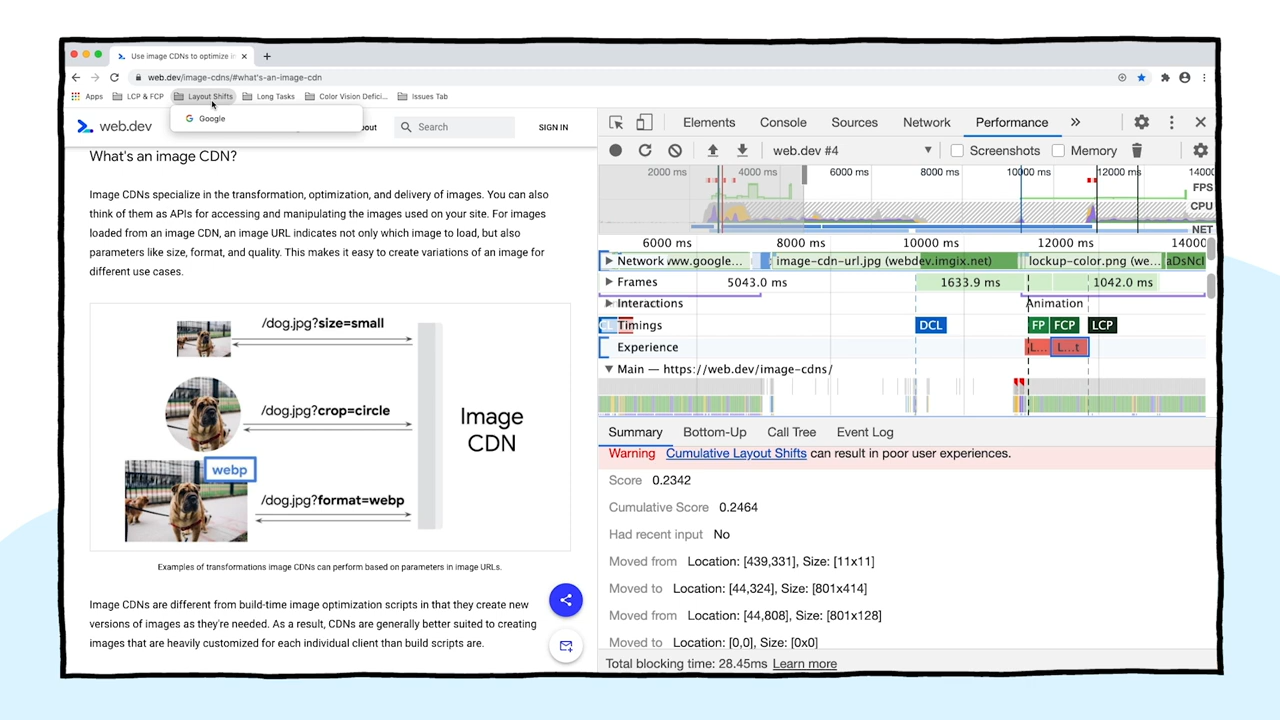 Use image CDNs to optimize i
web.dev/image-cdns/#what's-an-image-cdn
Apps LCP & FCP Layout Shifts Long Tasks Color Vision Defici... Issues Tab
Google
web.dev out Search SIGN IN
What's an image CDN?
Image CDNs specialize in the transformation, optimization, and delivery of images. You can also
think of them as APIs for accessing and manipulating the images used on your site. For images
loaded from an image CDN, an image URL indicates not only which image to load, but also
parameters like size, format, and quality. This makes it easy to create variations of an image for
different use cases.
/dog.jpg?size=small
/dog.jpg?crop=circle
webp
/dog.jpg?format=webp
Image
CDN
Examples of transformations image CDNs can perform based on parameters in image URLs.
Image CDNs are different from build-time image optimization scripts in that they create new
versions of images as they're needed. As a result, CDNs are generally better suited to creating
images that are heavily customized for each individual client than build scripts are.
Elements Console Sources Network Performance »
web.dev #4 Screenshots Memory
2000 ms 4000 ms 6000 ms 8000 ms 10000 ms 12000 ms 14000
FPS
CPU
NET
6000 ms 8000 ms 10000 ms 12000 ms 14000
Network www.google... image-cdn-url.jpg (webdev.imgix.net) lockup-color.png (we... aDsNcl
Frames 5043.0 ms 1633.9 ms 1042.0 ms
Interactions Animation
CL Timings DCL FP FCP LCP
Experience L... L...t
Main — https://web.dev/image-cdns/
Summary Bottom-Up Call Tree Event Log
Warning Cumulative Layout Shifts can result in poor user experiences.
Score 0.2342
Cumulative Score 0.2464
Had recent input No
Moved from Location: [439,331], Size: [11x11]
Moved to Location: [44,324], Size: [801x414]
Moved from Location: [44,808], Size: [801x128]
Moved to Location: [0,0], Size: [0x0]
Total blocking time: 28.45ms Learn more